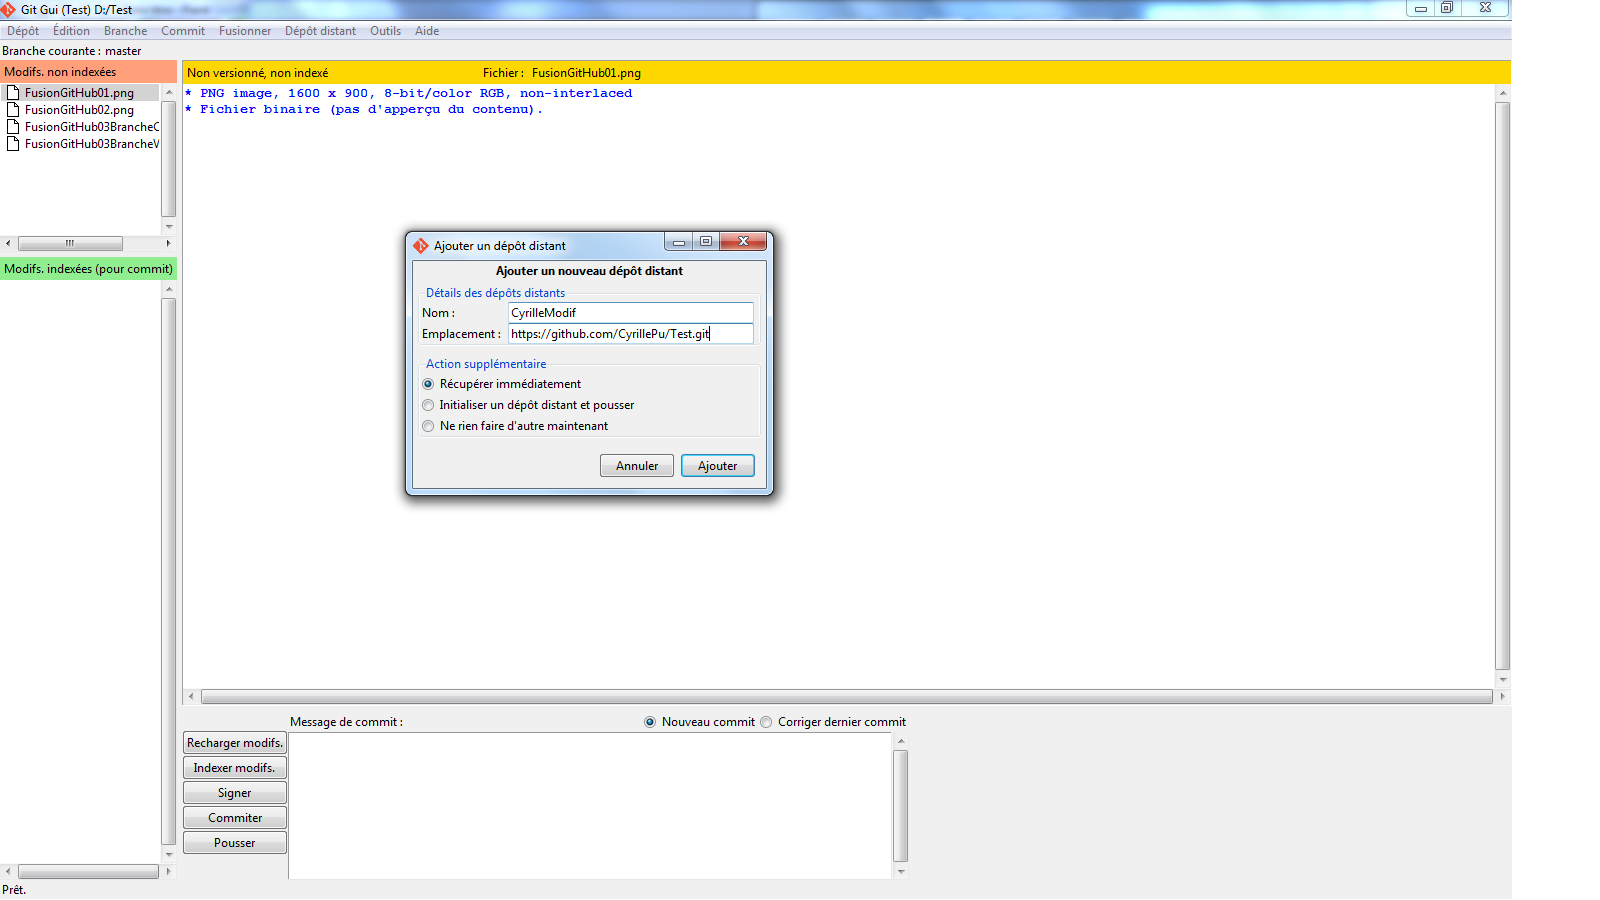 Git Gui (Test) D:/Test
Dépôt Édition Branche Commit Fusionner Dépôt distant Outils Aide
Branche courante : master
Modifs. non indexées
FusionGitHub01.png
FusionGitHub02.png
FusionGitHub03BrancheC
FusionGitHub03BrancheV
Modifs. indexées (pour commit)
Non versionné, non indexé Fichier : FusionGitHub01.png
* PNG image, 1600 x 900, 8-bit/color RGB, non-interlaced
* Fichier binaire (pas d'apperçu du contenu).
Ajouter un dépôt distant
Ajouter un nouveau dépôt distant
Détails des dépôts distants
Nom : CyrilleModif
Emplacement : https://github.com/CyrillePu/Test.git
Action supplémentaire
Récupérer immédiatement
Initialiser un dépôt distant et pousser
Ne rien faire d'autre maintenant
Annuler Ajouter
Message de commit : Nouveau commit Corriger dernier commit
Recharger modifs.
Indexer modifs.
Signer
Commiter
Pousser
Prêt.